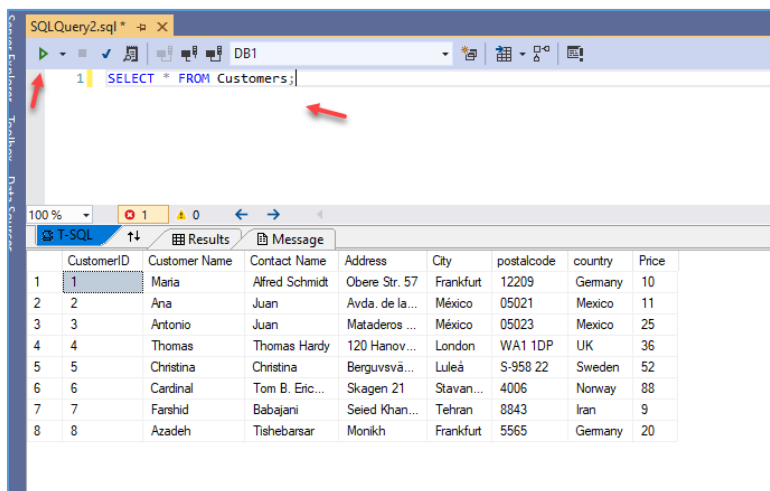 SQLQuery2.sql *
DB1
1 SELECT * FROM Customers;
Server Explorer
Toolbox
Data Sources
100 % 1 0
T-SQL Results Message
CustomerID Customer Name Contact Name Address City postalcode country Price
1 1 Maria Alfred Schmidt Obere Str. 57 Frankfurt 12209 Germany 10
2 2 Ana Juan Avda. de la... México 05021 Mexico 11
3 3 Antonio Juan Mataderos ... México 05023 Mexico 25
4 4 Thomas Thomas Hardy 120 Hanov... London WA1 1DP UK 36
5 5 Christina Christina Berguvsvä... Luleå S-958 22 Sweden 52
6 6 Cardinal Tom B. Eric... Skagen 21 Stavan... 4006 Norway 88
7 7 Farshid Babajani Seied Khan... Tehran 8843 Iran 9
8 8 Azadeh Tishebarsar Monikh Frankfurt 5565 Germany 20